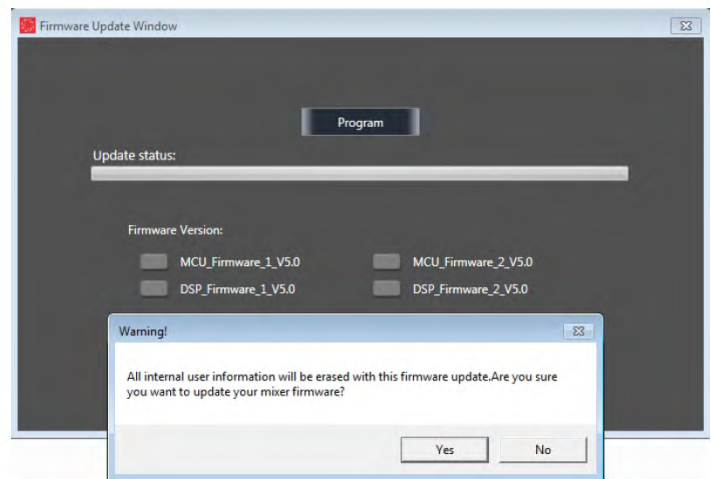 Firmware Update Window
Program
Update status:
Firmware Version:
MCU_Firmware_1_V5.0
MCU_Firmware_2_V5.0
DSP_Firmware_1_V5.0
DSP_Firmware_2_V5.0
Warning!
All internal user information will be erased with this firmware update.Are you sure
you want to update your mixer firmware?
Yes
No